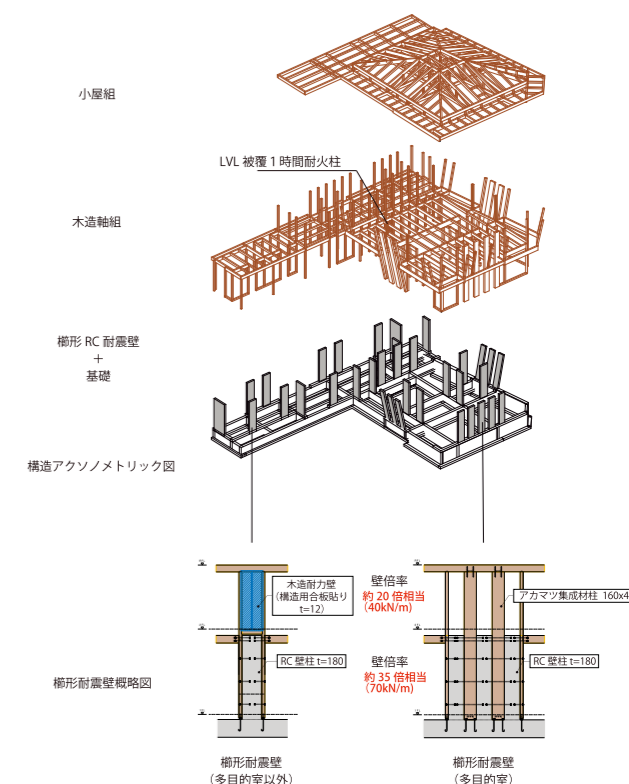 小屋組
LVL 被覆 1 時間耐火柱
木造軸組
櫛形 RC 耐震壁
+
基礎
構造アクソノメトリック図
木造耐力壁
(構造用合板貼り
t=12)
壁倍率
約 20 倍相当
(40kN/m)
アカマツ集成材柱 160x4
RC 壁柱 t=180
壁倍率
約 35 倍相当
(70kN/m)
RC 壁柱 t=180
櫛形耐震壁概略図
櫛形耐震壁
(多目的室以外)
櫛形耐震壁
(多目的室)